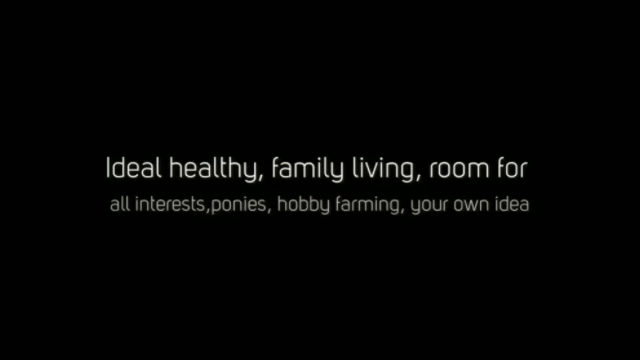 Ideal healthy, family living, room for
all interests,ponies, hobby farming, your own idea